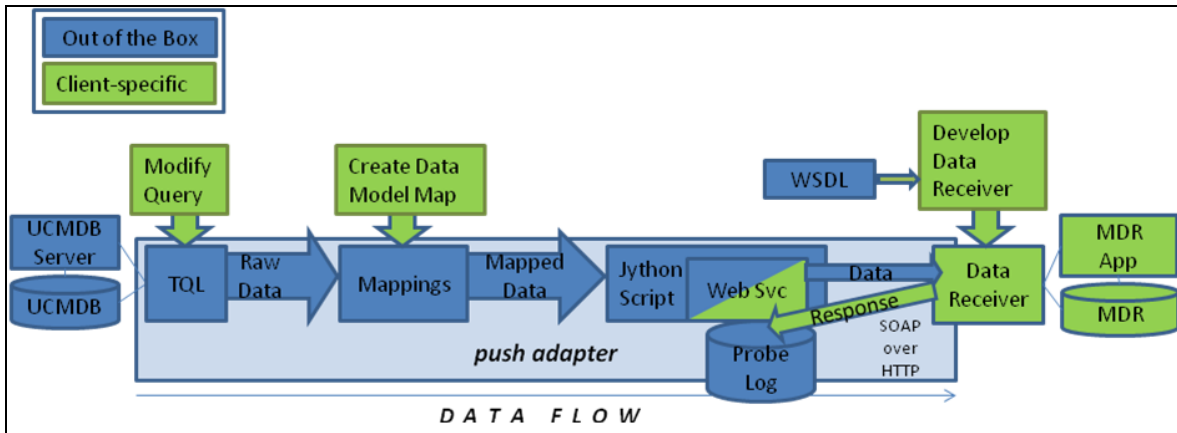 Out of the Box
Client-specific
Modify
Query
Create Data
Model Map
WSDL
Develop
Data
Receiver
UCMDB
Server
UCMDB
TQL
Raw
Data
Mappings
Mapped
Data
Jython
Script
Web Svc
Data
Response
Data
Receiver
MDR
App
MDR
SOAP
over
HTTP
push adapter
Probe
Log
DATA FLOW